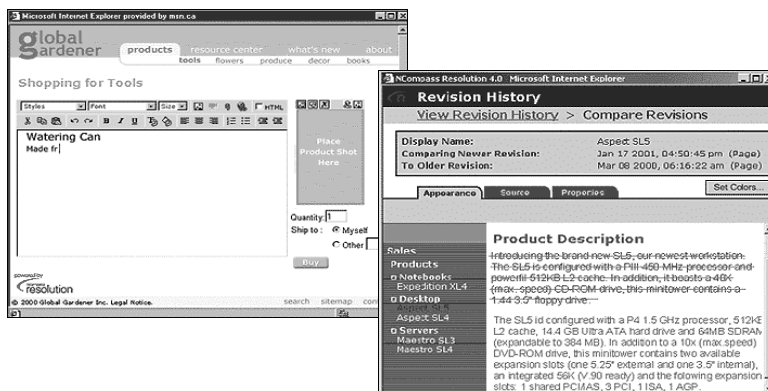 Microsoft Internet Explorer provided by msn.ca
global
gardener
products resource center what's new about
tools flowers produce decor books
Shopping for Tools
Styles Font Size HTML
B I U
Watering Can
Made fr
Place
Product Shot
Here
Quantity: 1
Ship to : Myself
Other
Buy
powered by
resolution
© 2000 Global Gardener Inc. Legal Notice.
search sitemap
NCompass Resolution 4.0 - Microsoft Internet Explorer
Revision History
View Revision History > Compare Revisions
Display Name: Aspect SL5
Comparing Newer Revision: Jan 17 2001, 04:50:45 pm (Page)
To Older Revision: Mar 08 2000, 06:16:22 am (Page)
Set Colors...
Appearance Source Properties
Sales
Products
Notebooks
Expedition XL4
Desktop
Aspect SL5
Aspect SL4
Servers
Maestro SL3
Maestro SL4
Product Description
Introducing the brand new SL5, our newest workstation.
The SL5 is configured with a PIII 450 MHz processor and
powerfil 512KB L2 cache. In addition, it boasts a 40X
(max. speed) CD-ROM drive, this minitower contains a
1.44 3.5" floppy drive.
The SL5 id configured with a P4 1.5 GHz processor, 512KB
L2 cache, 14.4 GB Ultra ATA hard drive and 64MB SDRAM
(expandable to 384 MB). In addition to a 10x (max.speed)
DVD-ROM drive, this minitower contains two available
expansion slots (one 5.25" external and one 3.5" internal),
an integrated 56K (V.90 ready) and the folowing expansion
slots: 1 shared PCI/IAS, 3 PCI, 1 ISA, 1 AGP.